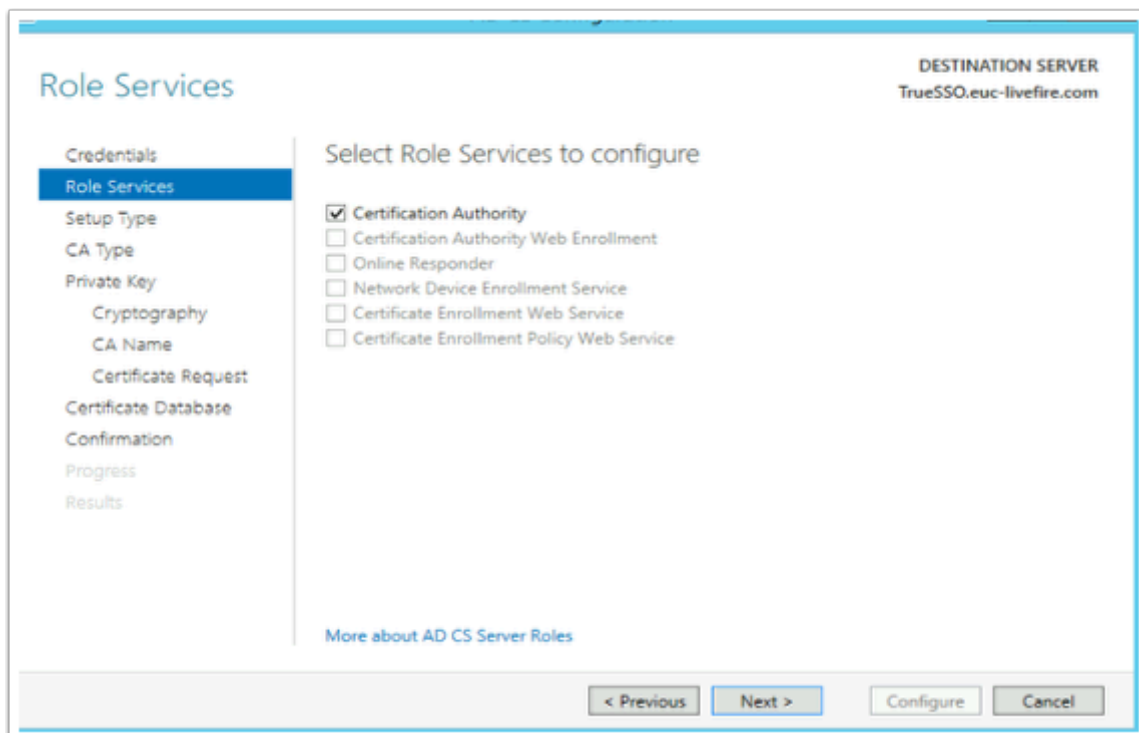 Role Services
DESTINATION SERVER
TrueSSO.euc-livefire.com
Credentials
Role Services
Setup Type
CA Type
Private Key
Cryptography
CA Name
Certificate Request
Certificate Database
Confirmation
Progress
Results
Select Role Services to configure
Certification Authority
Certification Authority Web Enrollment
Online Responder
Network Device Enrollment Service
Certificate Enrollment Web Service
Certificate Enrollment Policy Web Service
More about AD CS Server Roles
< Previous
Next >
Configure
Cancel